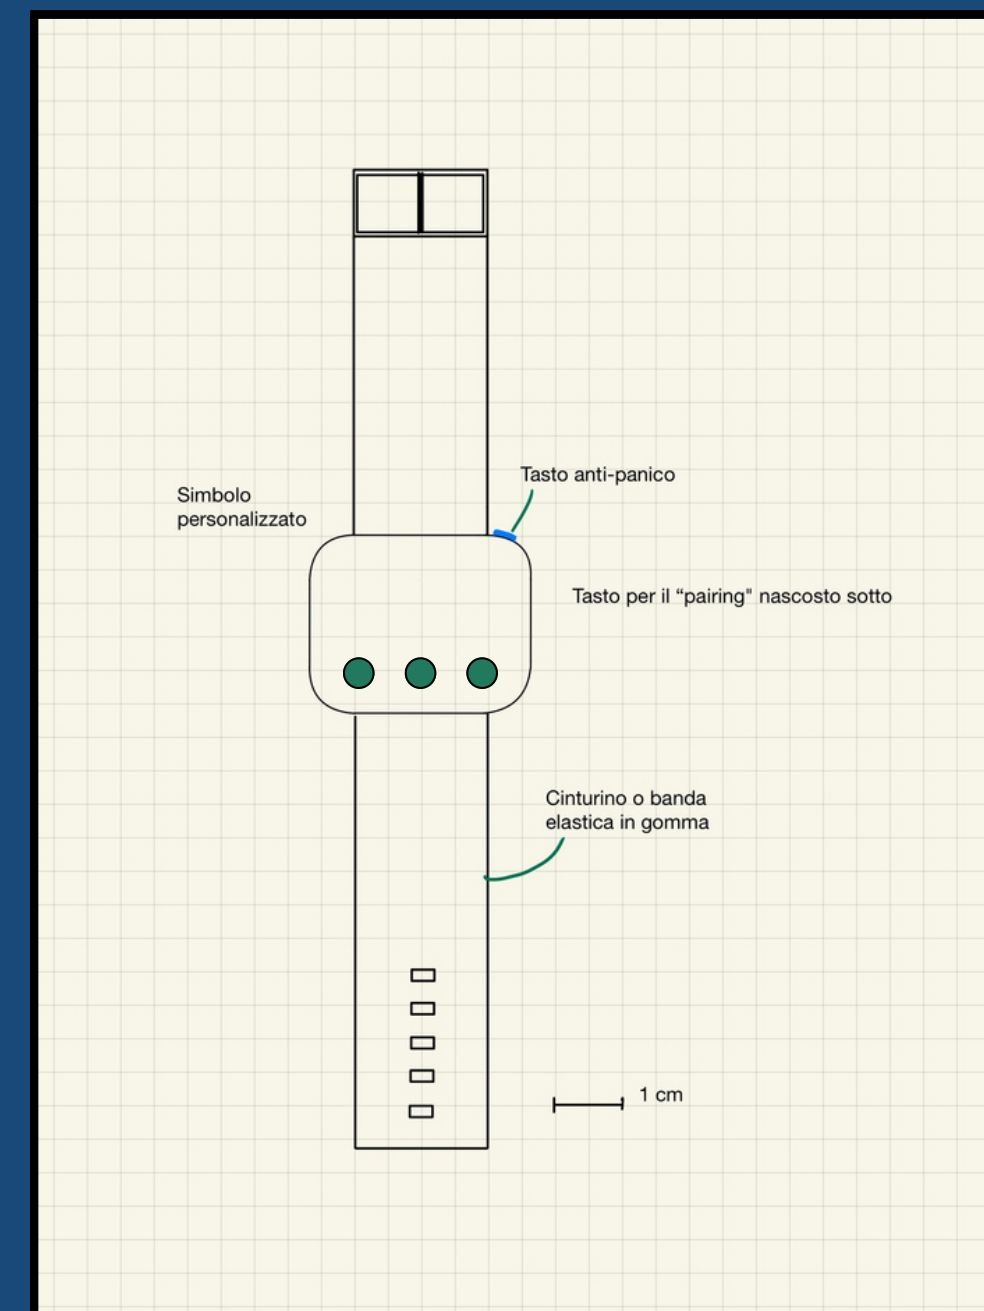 Tasto anti-panico
Simbolo
personalizzato
Tasto per il “pairing" nascosto sotto
Cinturino o banda
elastica in gomma
1 cm